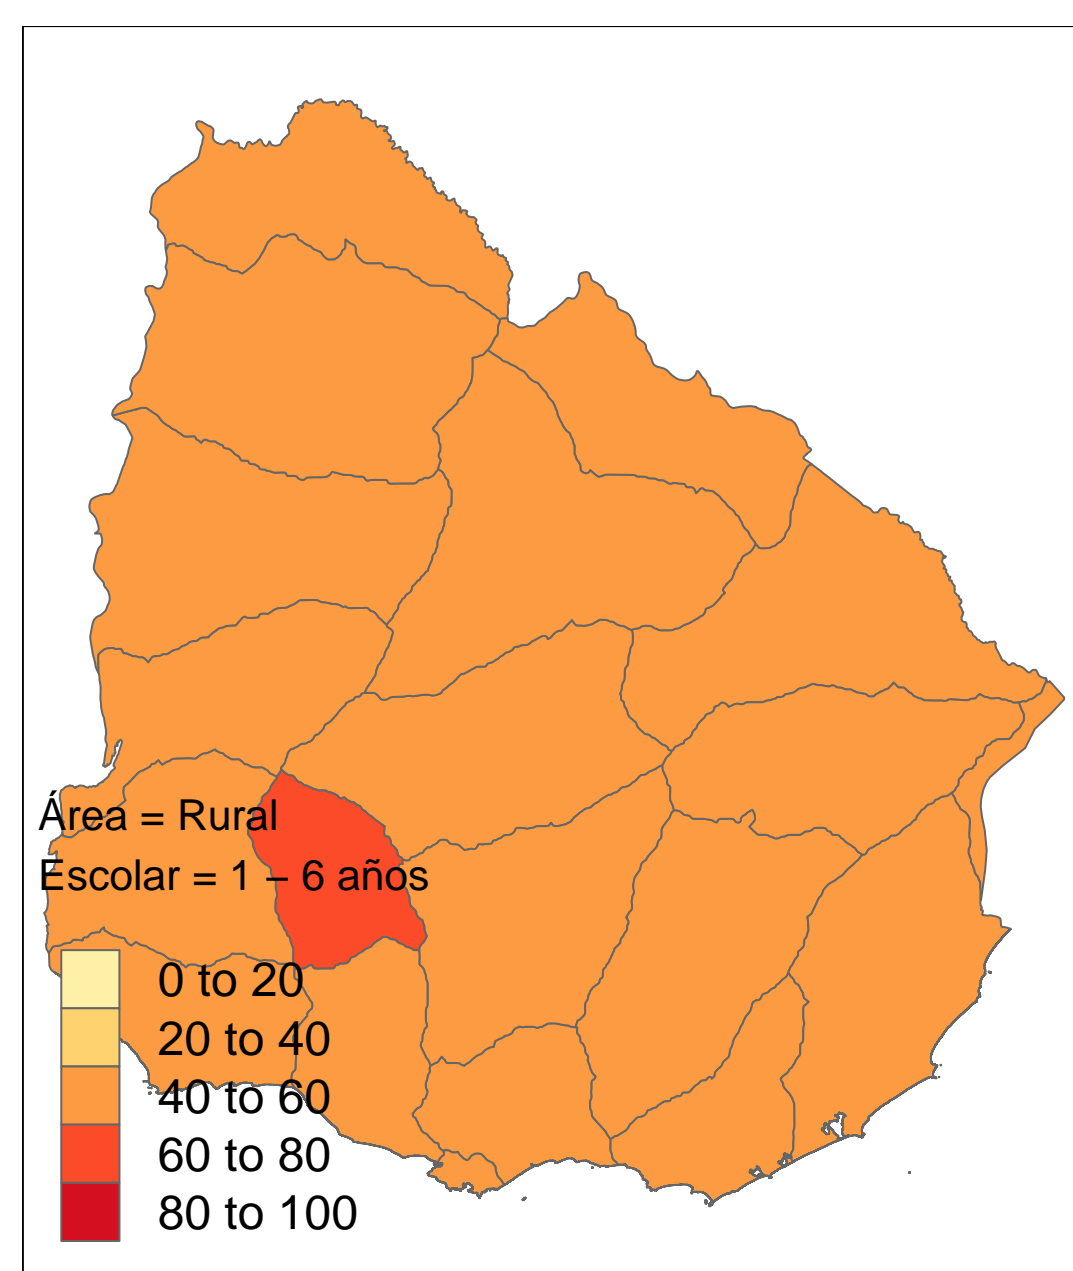 Área = Rural
Escolar = 1 – 6 años
0 to 20
20 to 40
40 to 60
60 to 80
80 to 100